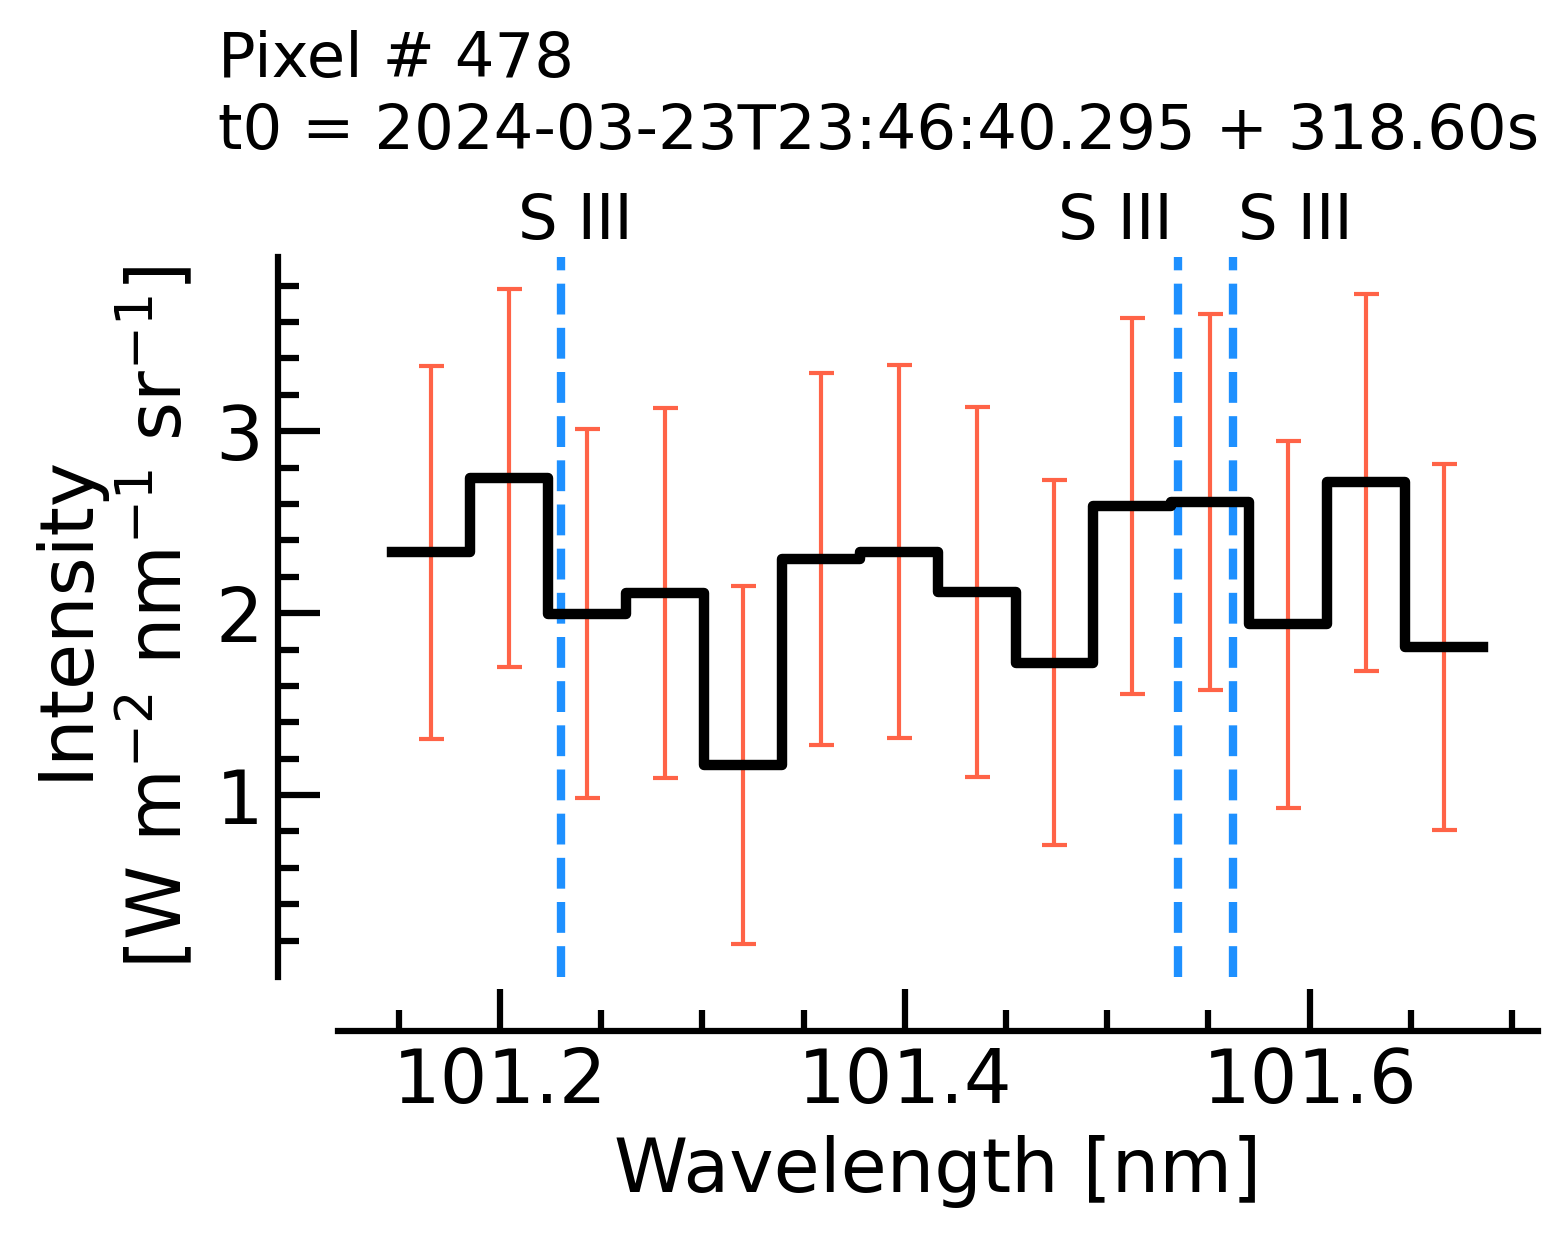 Pixel # 478
t0 = 2024-03-23T23:46:40.295 + 318.60s
S III S III S III
Intensity
[W m⁻² nm⁻¹ sr⁻¹]
3
2
1
101.2 101.4 101.6
Wavelength [nm]